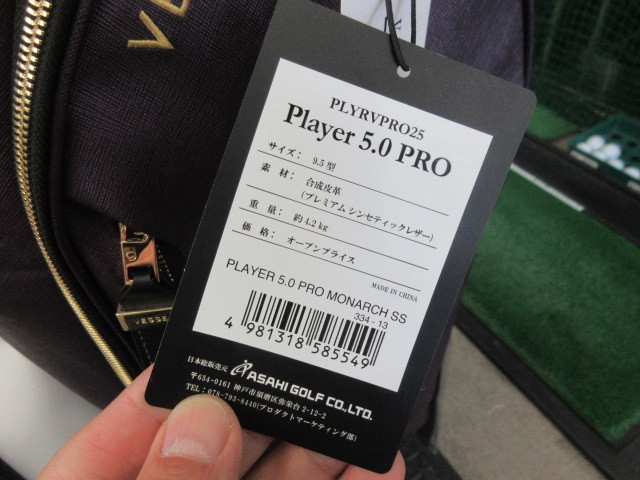 VE
V
PLYRVPRO25
Player 5.0 PRO
サイズ： 9.5 型
素 材： 合成皮革
(プレミアム シンセティックレザー)
重 量： 約 4.2 kg
価 格： オープンプライス
MADE IN CHINA
PLAYER 5.0 PRO MONARCH SS
334 - 13
4 981318 585549
VESSE
日本総販売元 ASAHI GOLF CO., LTD.
〒634-0161 神戸市須磨区弥栄台 2-12-2
TEL：078-793-8440(プロダクトマーケティング部)